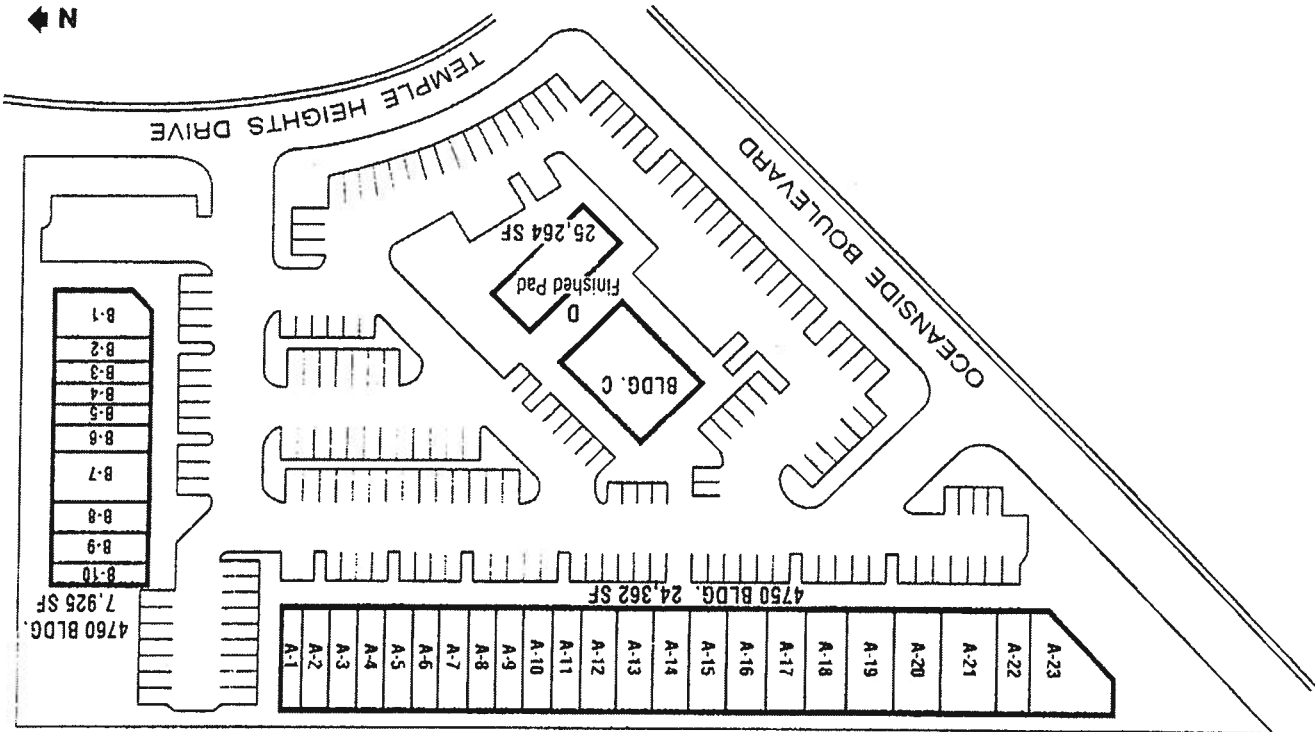 N
TEMPLE HEIGHTS DRIVE
OCEANSIDE BOULEVARD
25,264 SF
Finished Pad
D
BLDG. C
B-1
B-2
B-3
B-4
B-5
B-6
B-7
B-8
B-9
B-10
4760 BLDG.
7,925 SF
4750 BLDG. 24,362 SF
A-1
A-2
A-3
A-4
A-5
A-6
A-7
A-8
A-9
A-10
A-11
A-12
A-13
A-14
A-15
A-16
A-17
A-18
A-19
A-20
A-21
A-22
A-23